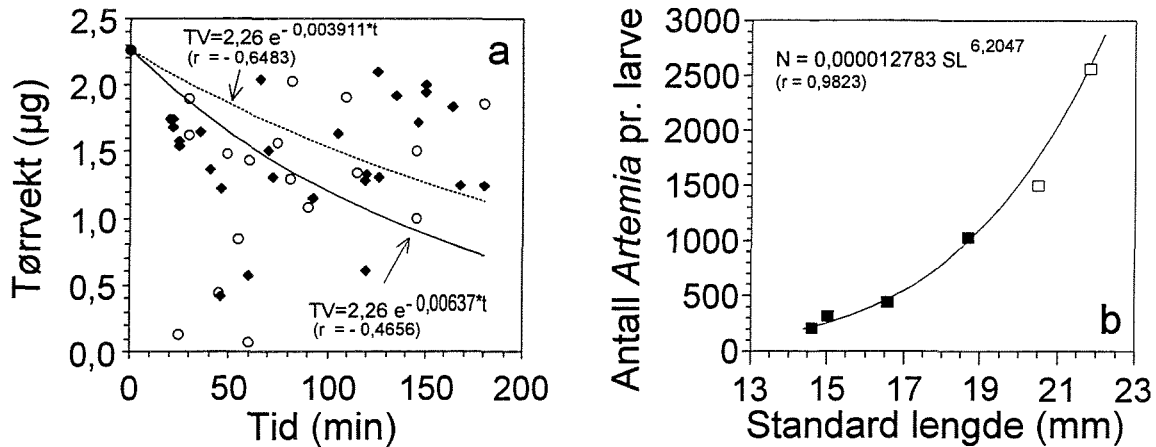 a
TV=2,26 e-0,003911*t
(r = - 0,6483)
TV=2,26 e-0,00637*t
(r = - 0,4656)
Tørrvekt (µg)
2,5
2,0
1,5
1,0
0,5
0,0
0 50 100 150 200
Tid (min)
b
N = 0,000012783 SL 6,2047
(r = 0,9823)
Antall Artemia pr. larve
3000
2500
2000
1500
1000
500
0
13 15 17 19 21 23
Standard lengde (mm)